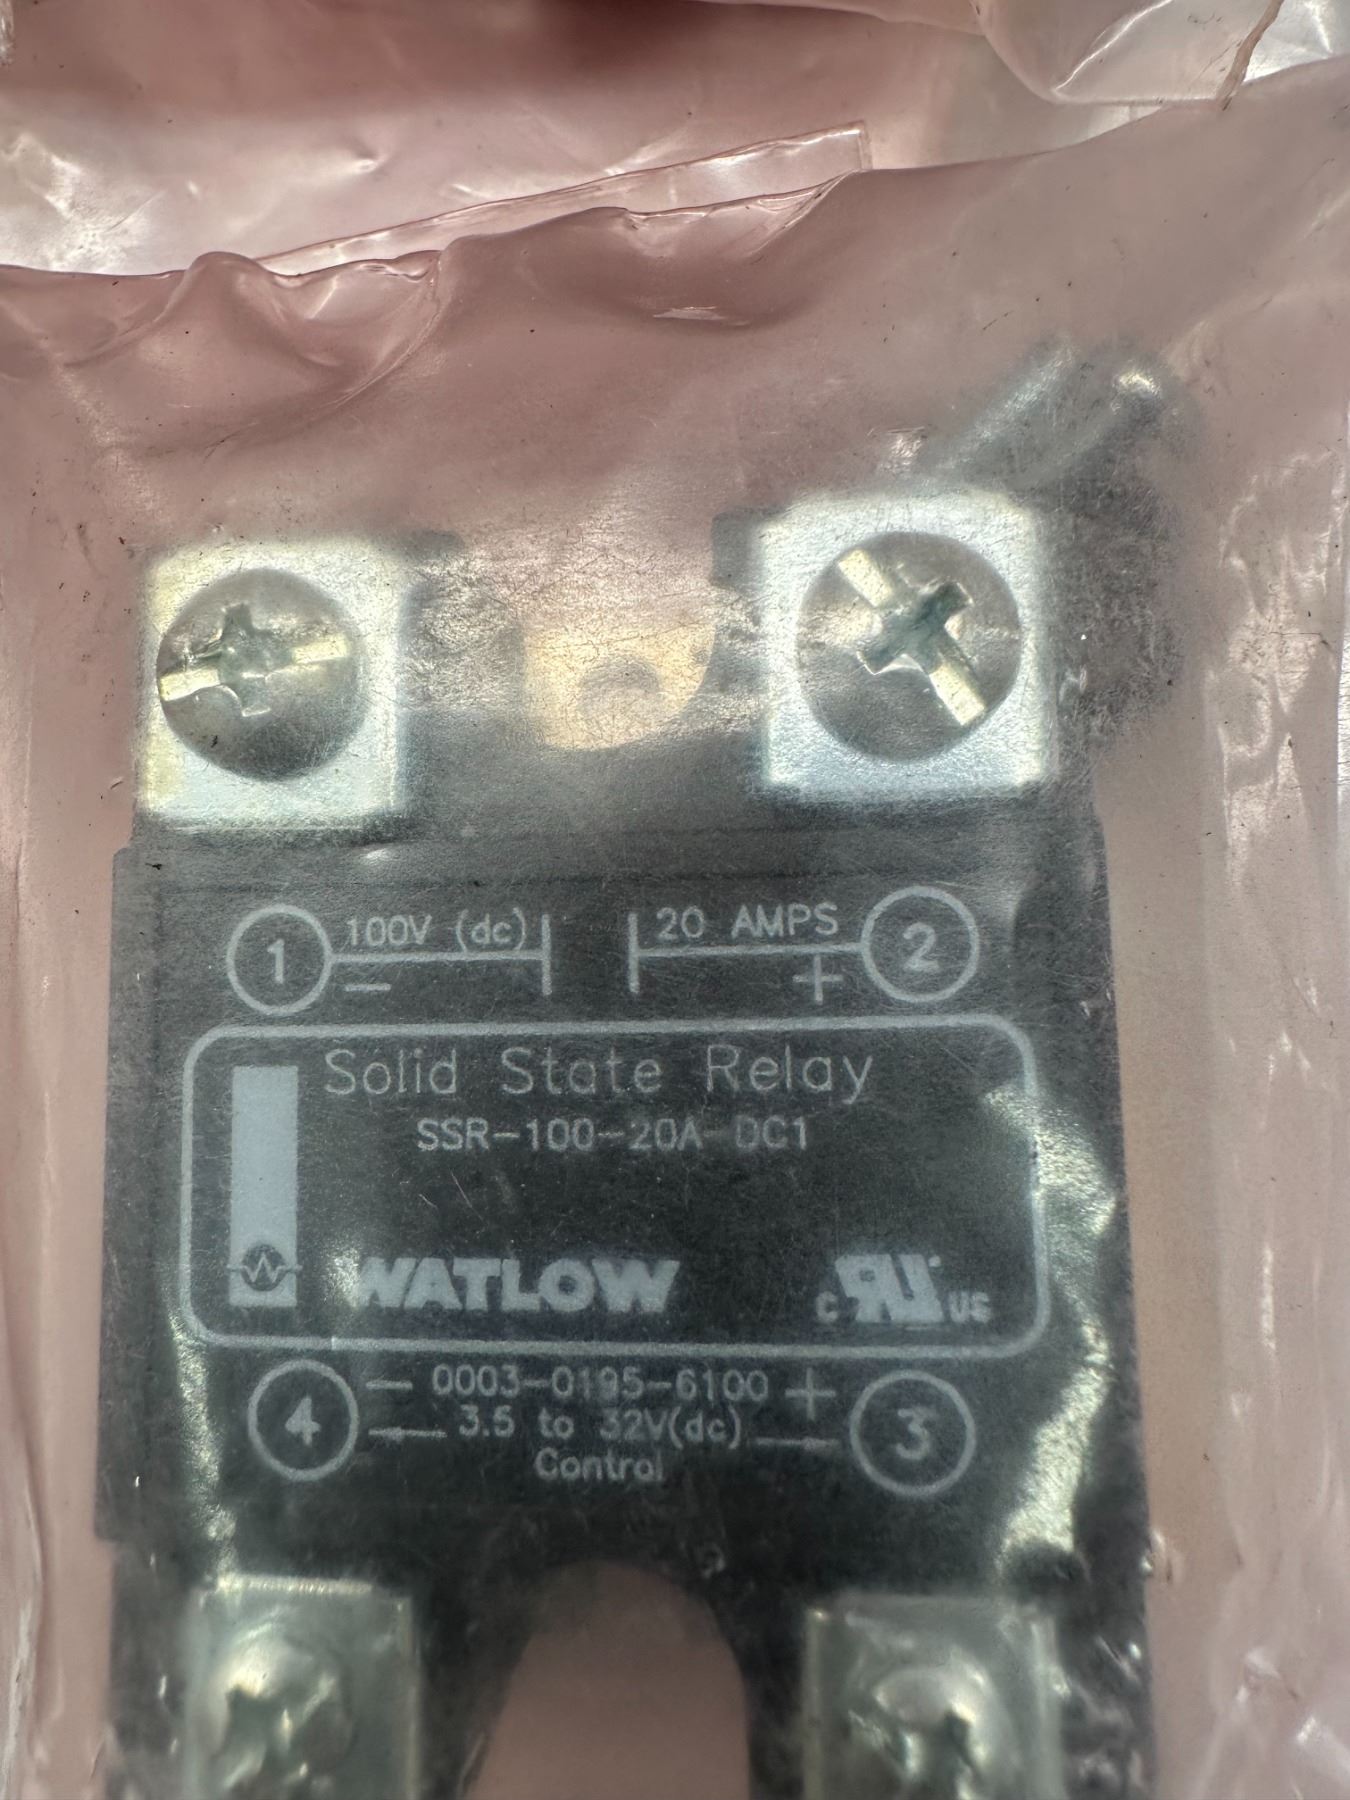 1 100V (dc) 20 AMPS 2
− +
Solid State Relay
SSR-100-20A-DC1
WATLOW c RU US
− 0003-0195-6100 +
4 3.5 to 32V(dc) 3
Control